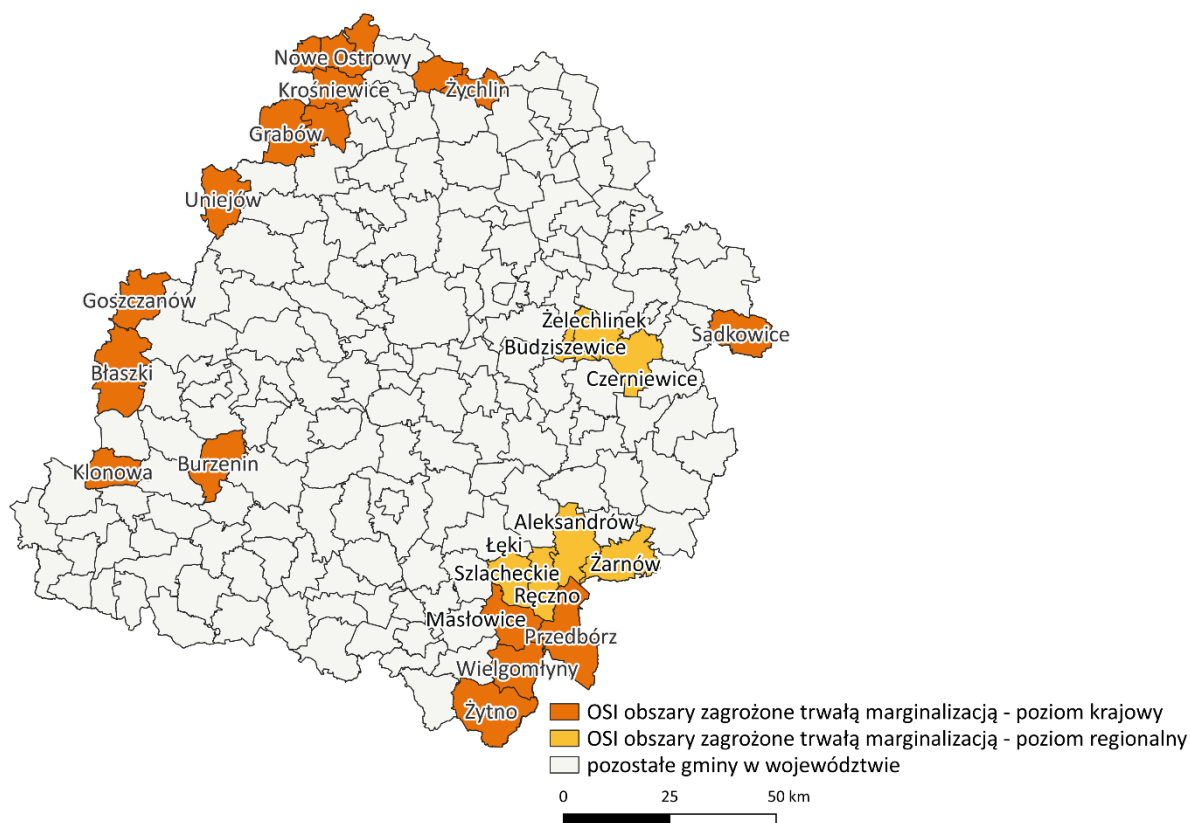 Nowe Ostrowy
Krośniewice
Żychlin
Grabów
Uniejów
Goszczanów
Błaszki
Żelechlinek
Budziszewice
Sadkowice
Czerniewice
Klonowa
Burzenin
Aleksandrów
Łęki
Szlacheckie
Żarnów
Ręczno
Masłowice
Przedbórz
Wielgomłyny
Żytno
OSI obszary zagrożone trwałą marginalizacją - poziom krajowy
OSI obszary zagrożone trwałą marginalizacją - poziom regionalny
pozostałe gminy w województwie
0 25 50 km